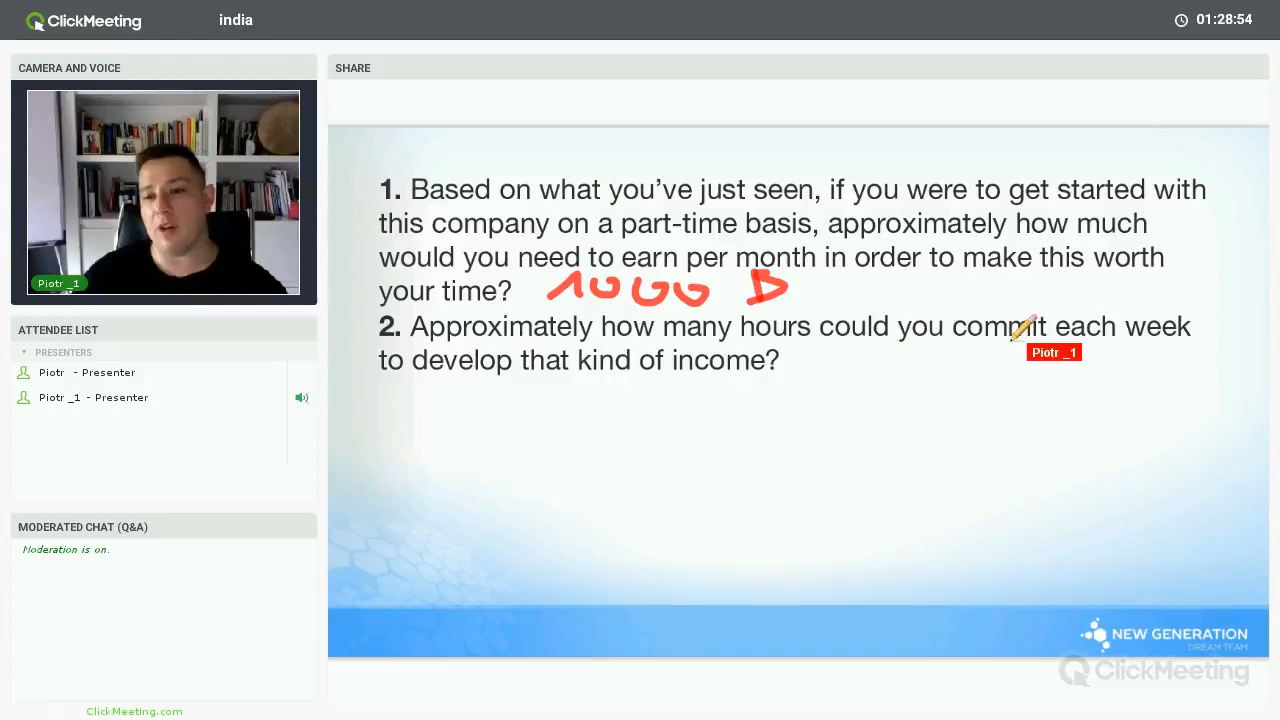 ClickMeeting
india
01:28:54
CAMERA AND VOICE
Piotr _1
ATTENDEE LIST
PRESENTERS
Piotr - Presenter
Piotr _1 - Presenter
MODERATED CHAT (Q&A)
Moderation is on.
ClickMeeting.com
SHARE
1. Based on what you’ve just seen, if you were to get started with
this company on a part-time basis, approximately how much
would you need to earn per month in order to make this worth
your time? 1000 D
2. Approximately how many hours could you commit each week
to develop that kind of income?
Piotr _1
NEW GENERATION
DREAM TEAM
ClickMeeting